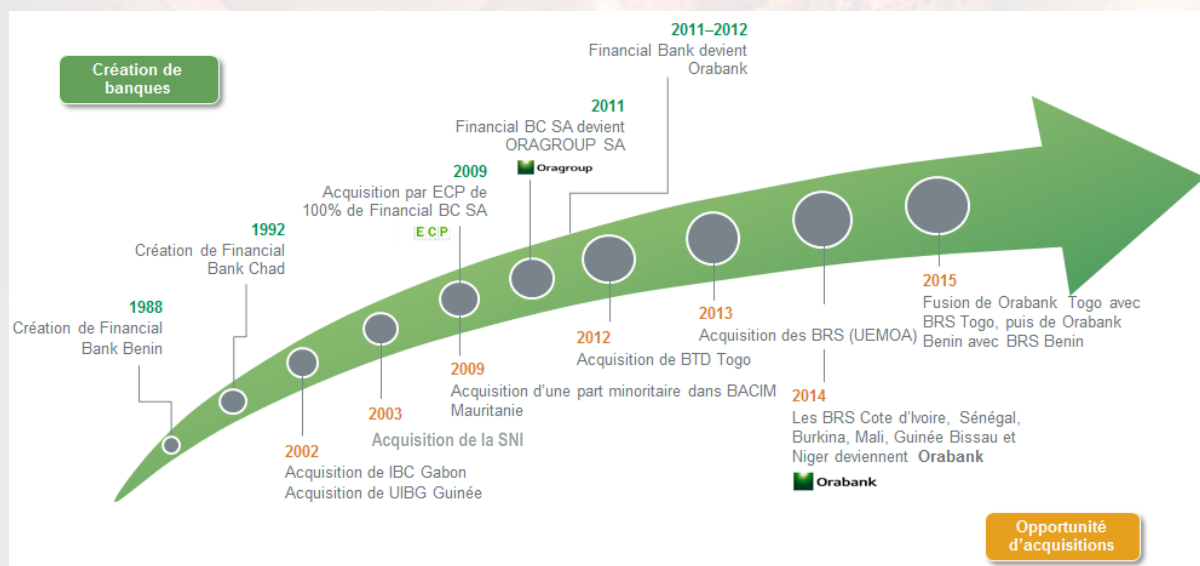 Création de
banques
1988
Création de Financial
Bank Benin
1992
Création de Financial
Bank Chad
2009
Acquisition par ECP de
100% de Financial BC SA
ECP
2011
Financial BC SA devient
ORAGROUP SA
Oragroup
2011–2012
Financial Bank devient
Orabank
2002
Acquisition de IBC Gabon
Acquisition de UIBG Guinée
2003
Acquisition de la SNI
2009
Acquisition d’une part minoritaire dans BACIM
Mauritanie
2012
Acquisition de BTD Togo
2013
Acquisition des BRS (UEMOA)
2014
Les BRS Cote d’Ivoire, Sénégal,
Burkina, Mali, Guinée Bissau et
Niger deviennent Orabank
Orabank
2015
Fusion de Orabank Togo avec
BRS Togo, puis de Orabank
Benin avec BRS Benin
Opportunité
d’acquisitions